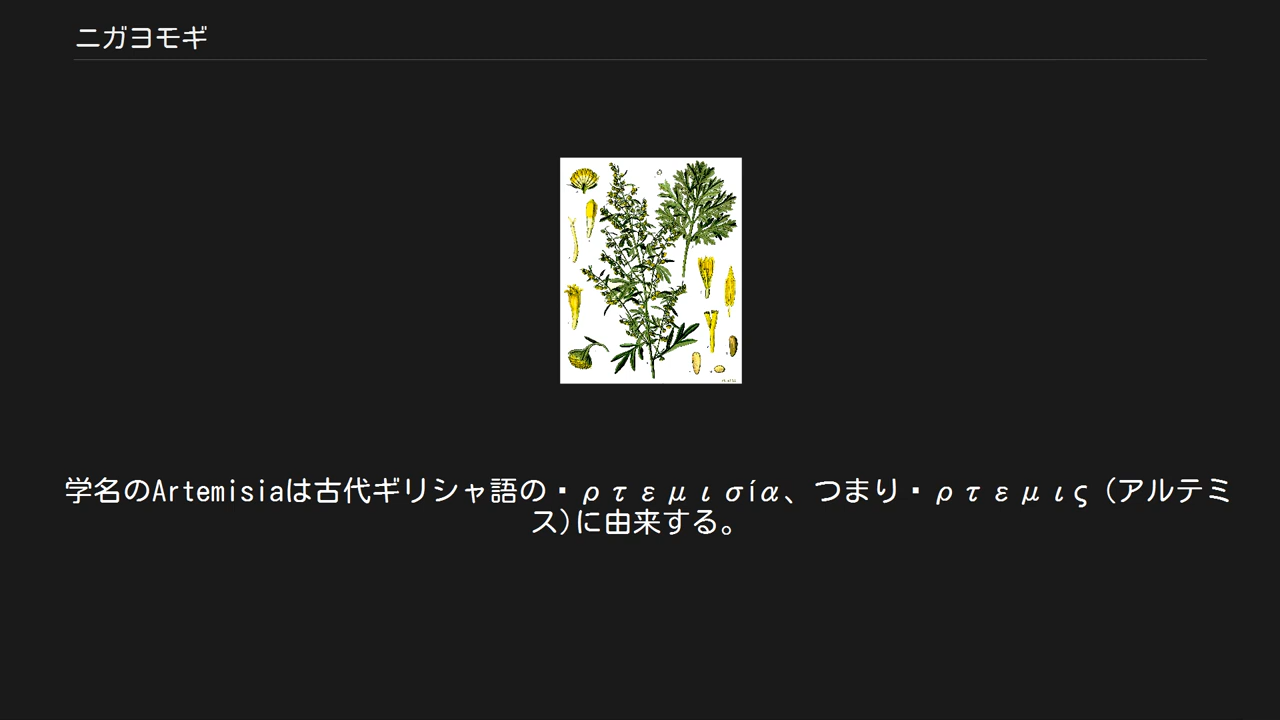 ニガヨモギ
学名のArtemisiaは古代ギリシャ語の・ρτεμισíα、つまり・ρτεμις(アルテミ
ス)に由来する。